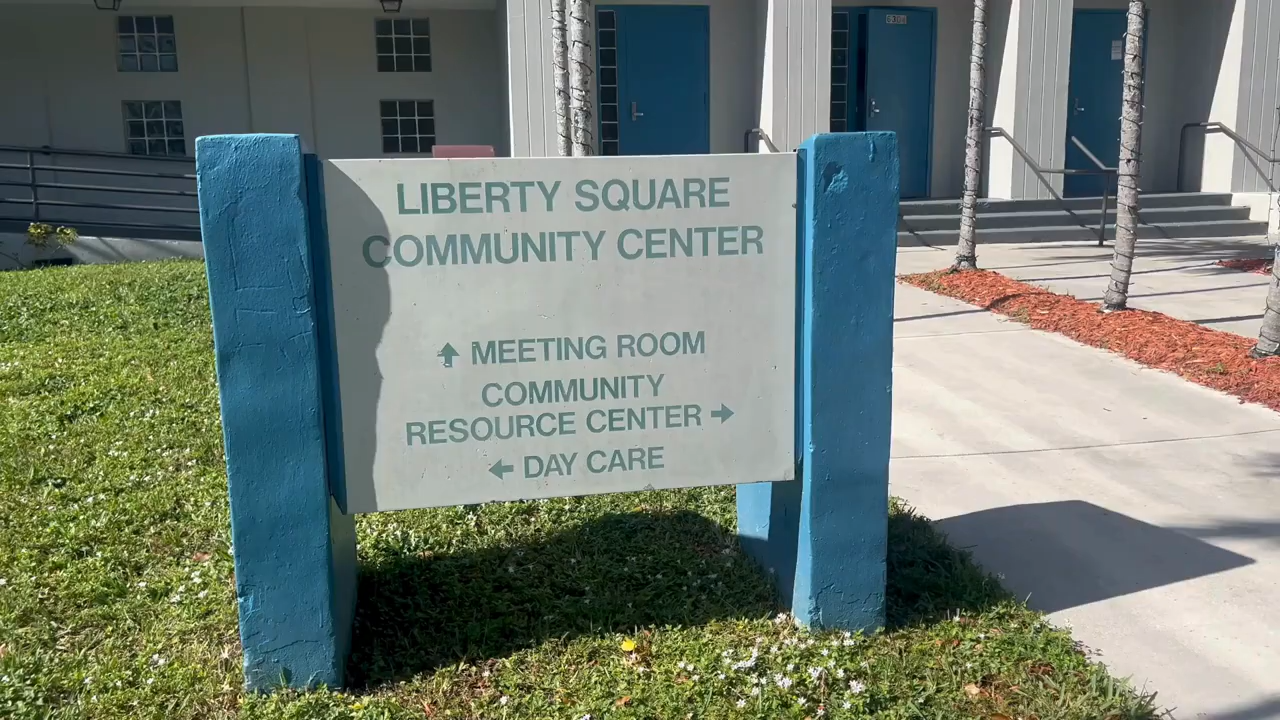 LIBERTY SQUARE
COMMUNITY CENTER
MEETING ROOM
COMMUNITY
RESOURCE CENTER
DAY CARE